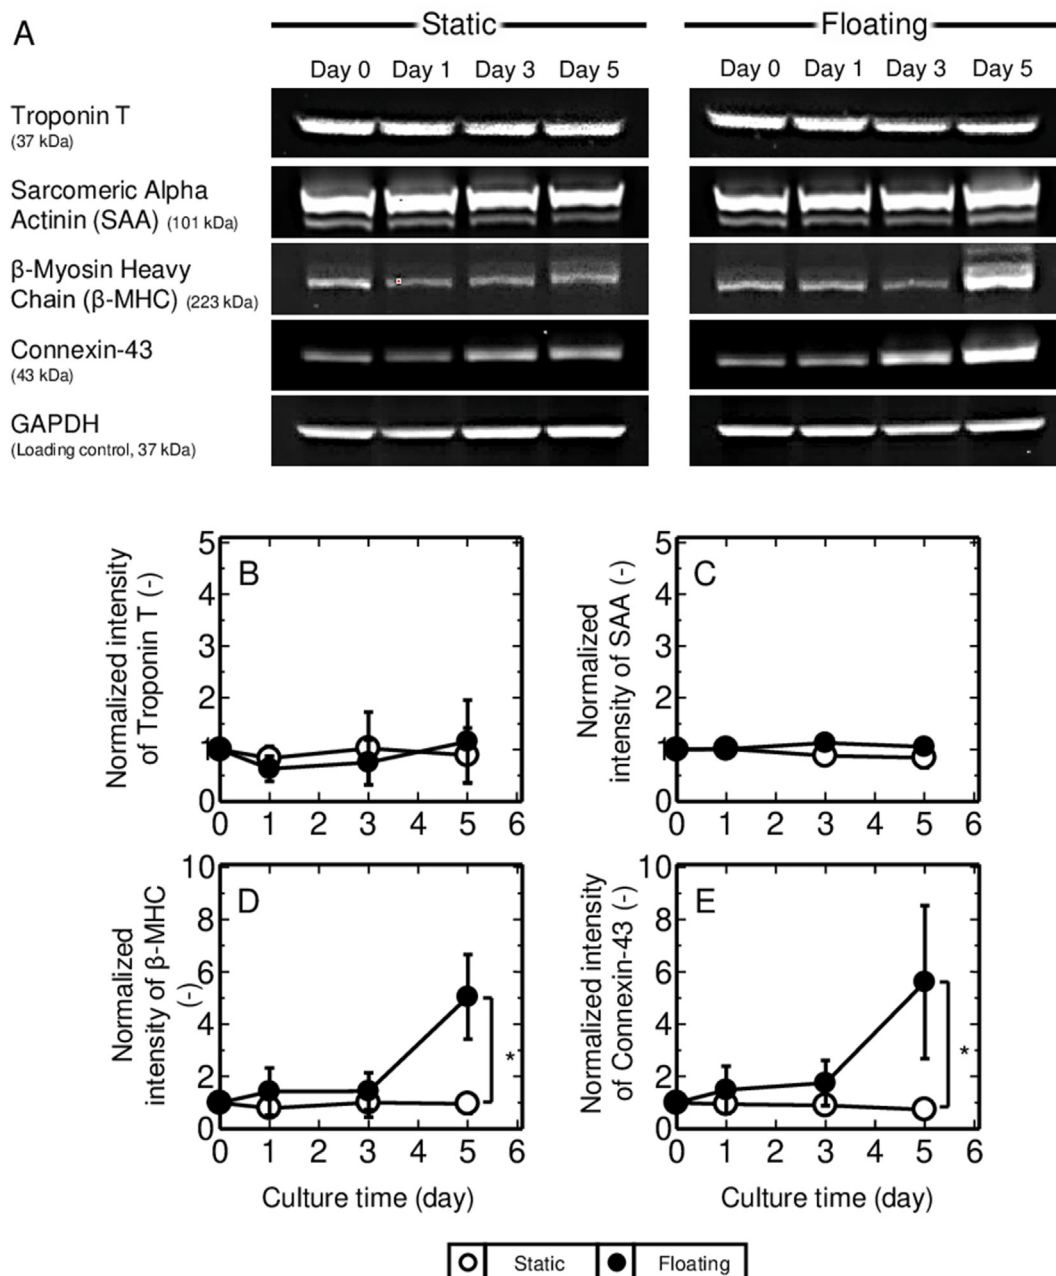 A
Static
Floating
Day 0 Day 1 Day 3 Day 5
Day 0 Day 1 Day 3 Day 5
Troponin T
(37 kDa)
Sarcomeric Alpha
Actinin (SAA) (101 kDa)
β-Myosin Heavy
Chain (β-MHC) (223 kDa)
Connexin-43
(43 kDa)
GAPDH
(Loading control, 37 kDa)
B
Normalized intensity
of Troponin T (-)
5
4
3
2
1
0
0 1 2 3 4 5 6
C
Normalized
intensity of SAA (-)
5
4
3
2
1
0
0 1 2 3 4 5 6
D
Normalized
intensity of β-MHC
(-)
10
8
6
4
2
0
*
0 1 2 3 4 5 6
Culture time (day)
E
Normalized intensity
of Connexin-43 (-)
10
8
6
4
2
0
*
0 1 2 3 4 5 6
Culture time (day)
Static
Floating